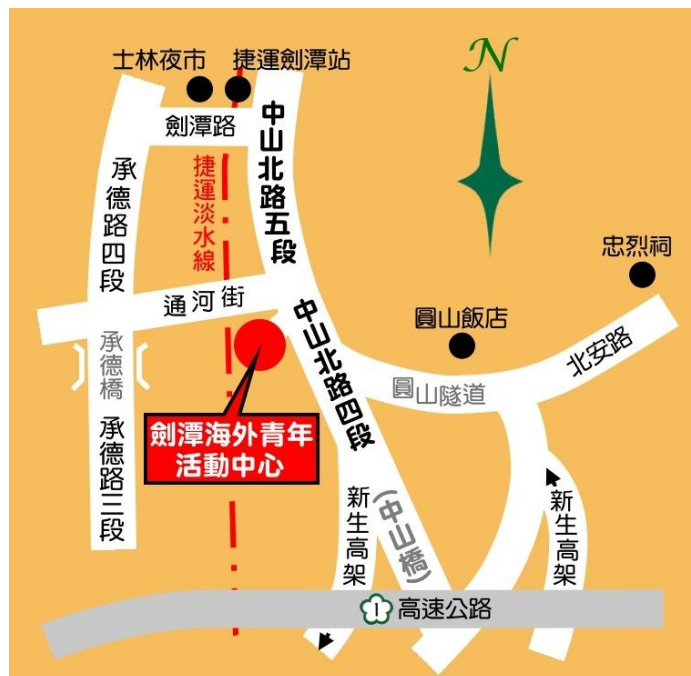 士林夜市
捷運劍潭站
N
劍潭路
中山北路五段
承德路四段
捷運淡水線
忠烈祠
通河街
圓山飯店
中山北路四段
北安路
承德橋
圓山隧道
劍潭海外青年
活動中心
承德路三段
新生高架
(中山橋)
新生高架
1
高速公路